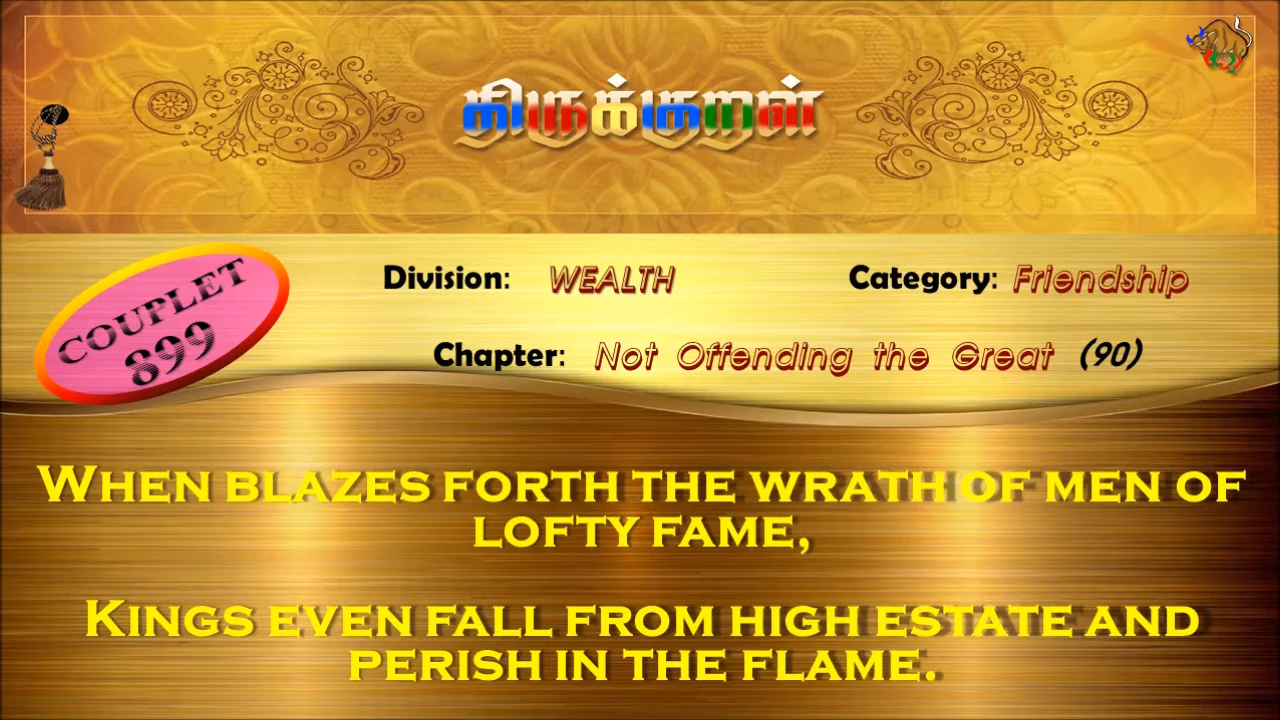 திருக்குறள்
COUPLET
899
Division: WEALTH Category: Friendship
Chapter: Not Offending the Great (90)
WHEN BLAZES FORTH THE WRATH OF MEN OF
LOFTY FAME,
KINGS EVEN FALL FROM HIGH ESTATE AND
PERISH IN THE FLAME.